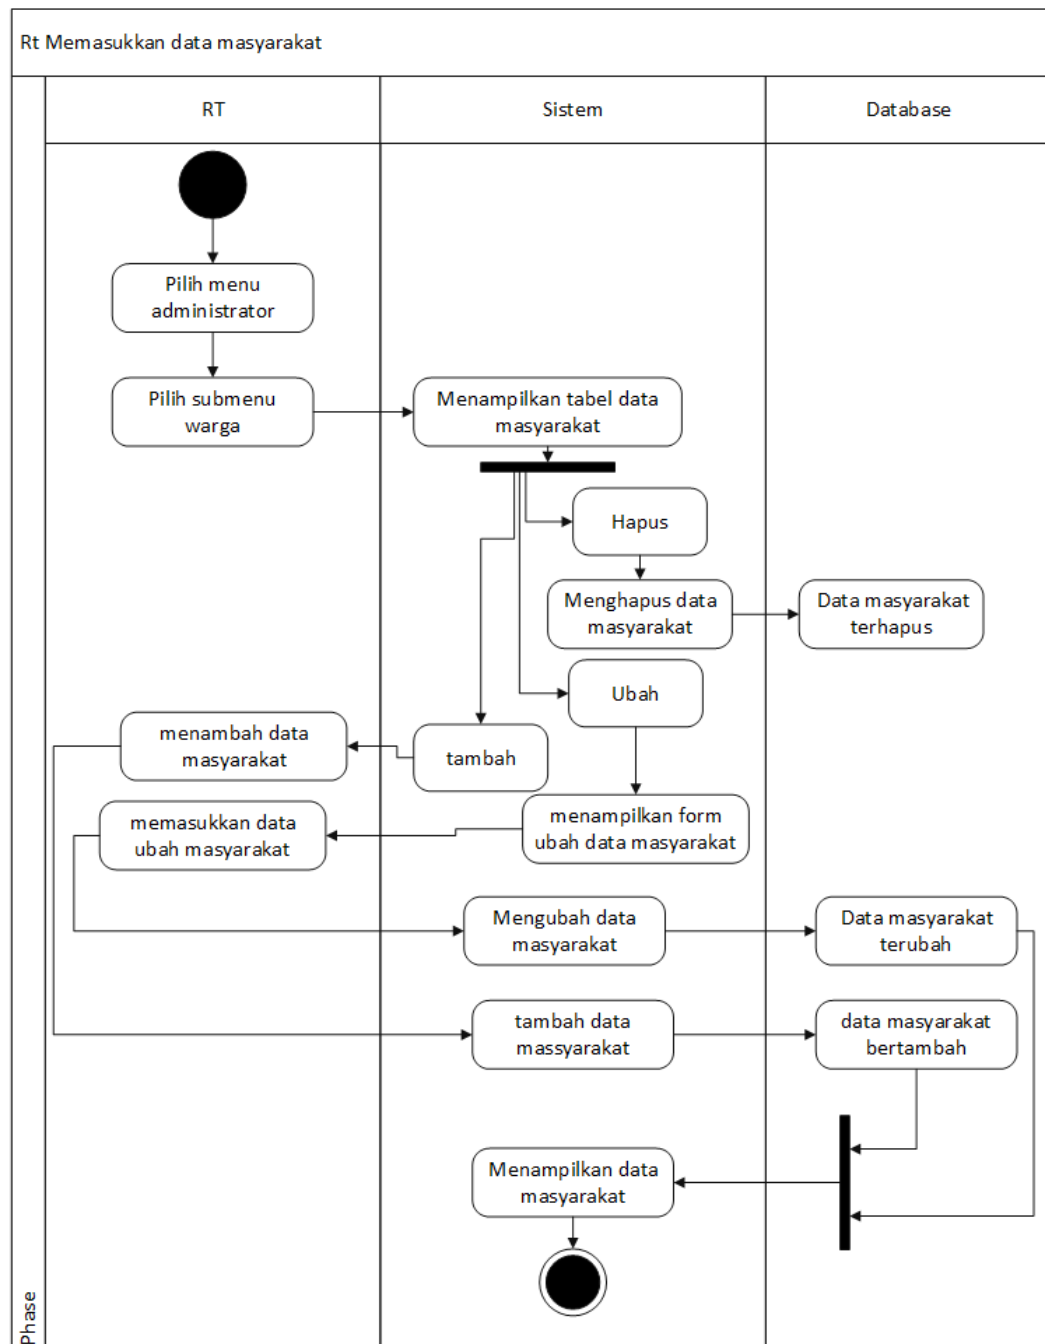 Rt Memasukkan data masyarakat
RT
Sistem
Database
Pilih menu
administrator
Pilih submenu
warga
Menampilkan tabel data
masyarakat
Hapus
Menghapus data
masyarakat
Data masyarakat
terhapus
Ubah
menambah data
masyarakat
tambah
memasukkan data
ubah masyarakat
menampilkan form
ubah data masyarakat
Mengubah data
masyarakat
Data masyarakat
terubah
tambah data
massyarakat
data masyarakat
bertambah
Menampilkan data
masyarakat
Phase